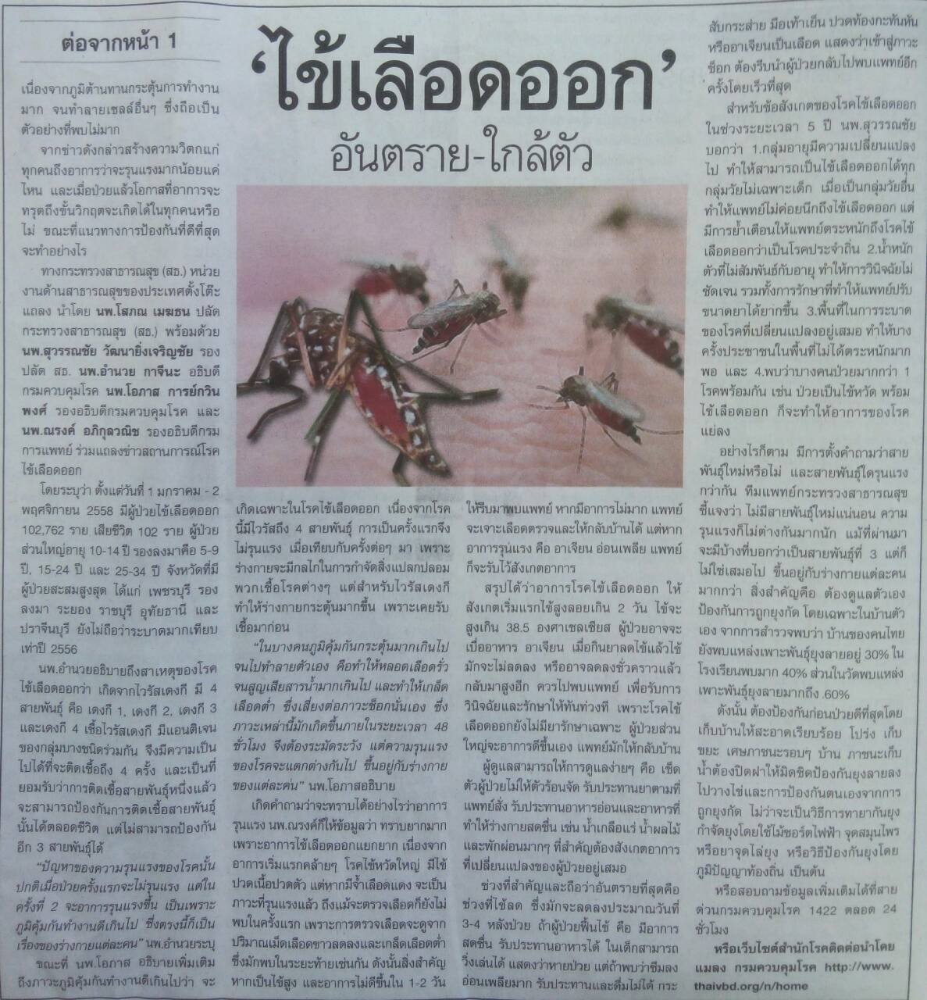 ต่อจากหน้า 1
'ไข้เลือดออก'
อันตราย-ใกล้ตัว
เนื่องจากภูมิต้านทานกระตุ้นการทำงาน
มาก จนทำลายเซลล์อื่นๆ ซึ่งถือเป็น
ตัวอย่างที่พบไม่มาก
จากข่าวดังกล่าวสร้างความวิตกแก่
ทุกคนถึงอาการว่าจะรุนแรงมากน้อยแค่
ไหน และเมื่อป่วยแล้วโอกาสที่อาการจะ
ทรุดถึงขั้นวิกฤตจะเกิดได้ในทุกคนหรือ
ไม่ ขณะที่แนวทางการป้องกันที่ดีที่สุด
จะทำอย่างไร
ทางกระทรวงสาธารณสุข (สธ.) หน่วย
งานด้านสาธารณสุขของประเทศตั้งโต๊ะ
แถลง นำโดย นพ.โสภณ เมฆธน ปลัด
กระทรวงสาธารณสุข (สธ.) พร้อมด้วย
นพ.สุวรรณชัย วัฒนายิ่งเจริญชัย รอง
ปลัด สธ. นพ.อำนวย กาจีนะ อธิบดี
กรมควบคุมโรค นพ.โอภาส การย์กวิน
พงศ์ รองอธิบดีกรมควบคุมโรค และ
นพ.ณรงค์ อภิกุลวณิช รองอธิบดีกรม
การแพทย์ ร่วมแถลงข่าวสถานการณ์โรค
ไข้เลือดออก
โดยระบุว่า ตั้งแต่วันที่ 1 มกราคม - 2
พฤศจิกายน 2558 มีผู้ป่วยไข้เลือดออก
102,762 ราย เสียชีวิต 102 ราย ผู้ป่วย
ส่วนใหญ่อายุ 10-14 ปี รองลงมาคือ 5-9
ปี, 15-24 ปี และ 25-34 ปี จังหวัดที่มี
ผู้ป่วยสะสมสูงสุด ได้แก่ เพชรบุรี รอง
ลงมา ระยอง ราชบุรี อุทัยธานี และ
ปราจีนบุรี ยังไม่ถือว่าระบาดมากเทียบ
เท่าปี 2556
นพ.อำนวยอธิบายถึงสาเหตุของโรค
ไข้เลือดออกว่า เกิดจากไวรัสเดงกี มี 4
สายพันธุ์ คือ เดงกี 1, เดงกี 2, เดงกี 3
และเดงกี 4 เชื้อไวรัสเดงกี มีแอนติเจน
ของกลุ่มบางชนิดร่วมกัน จึงมีความเป็น
ไปได้ที่จะติดเชื้อถึง 4 ครั้ง และเป็นที่
ยอมรับว่าการติดเชื้อสายพันธุ์หนึ่งแล้ว
จะสามารถป้องกันการติดเชื้อสายพันธุ์
นั้นได้ตลอดชีวิต แต่ไม่สามารถป้องกัน
อีก 3 สายพันธุ์ได้
"ปัญหาของความรุนแรงของโรคนั้น
ปกติเมื่อป่วยครั้งแรกจะไม่รุนแรง แต่ใน
ครั้งที่ 2 จะอาการรุนแรงขึ้น เป็นเพราะ
ภูมิคุ้มกันทำงานดีเกินไป ซึ่งตรงนี้ก็เป็น
เรื่องของร่างกายแต่ละคน" นพ.อำนวยระบุ
ขณะที่ นพ.โอภาส อธิบายเพิ่มเติม
ถึงภาวะภูมิคุ้มกันทำงานดีเกินไปว่า จะ
เกิดเฉพาะในโรคไข้เลือดออก เนื่องจากโรค
นี้มีไวรัสถึง 4 สายพันธุ์ การเป็นครั้งแรกจึง
ไม่รุนแรง เมื่อเทียบกับครั้งต่อๆ มา เพราะ
ร่างกายจะมีกลไกในการกำจัดสิ่งแปลกปลอม
พวกเชื้อโรคต่างๆ แต่สำหรับไวรัสเดงกี
ทำให้ร่างกายกระตุ้นมากขึ้น เพราะเคยรับ
เชื้อมาก่อน
"ในบางคนภูมิคุ้มกันกระตุ้นมากเกินไป
จนไปทำลายตัวเอง คือทำให้หลอดเลือดรั่ว
จนสูญเสียสารน้ำมากเกินไป และทำให้เกล็ด
เลือดต่ำ ซึ่งเสี่ยงต่อภาวะช็อกนั่นเอง ซึ่ง
ภาวะเหล่านี้มักเกิดขึ้นภายในระยะเวลา 48
ชั่วโมง จึงต้องระมัดระวัง แต่ความรุนแรง
ของโรคจะแตกต่างกันไป ขึ้นอยู่กับร่างกาย
ของแต่ละค่น" นพ.โอภาสอธิบาย
เกิดคำถามว่าจะทราบได้อย่างไรว่าอาการ
รุนแรง นพ.ณรงค์ก็ให้ข้อมูลว่า ทราบยากมาก
เพราะอาการไข้เลือดออกแยกยาก เนื่องจาก
อาการเริ่มแรกคล้ายๆ โรคไข้หวัดใหญ่ มีไข้
ปวดเนื้อปวดตัว แต่หากมีจ้ำเลือดแดง จะเป็น
ภาวะที่รุนแรงแล้ว ถึงแม้จะตรวจเลือดก็ยังไม่
พบในครั้งแรก เพราะการตรวจเลือดจะดูจาก
ปริมาณเม็ดเลือดขาวลดลงและเกล็ดเลือดต่ำ
ซึ่งมักพบในระยะท้ายเช่นกัน ดังนั้นสิ่งสำคัญ
หากเป็นไข้สูง และอาการไม่ดีขึ้นใน 1-2 วัน
ให้รีบมาพบแพทย์ หากมีอาการไม่มาก แพทย์
จะเจาะเลือดตรวจและให้กลับบ้านได้ แต่หาก
อาการรุนแรง คือ อาเจียน อ่อนเพลีย แพทย์
ก็จะรับไว้สังเกตอาการ
สรุปได้ว่าอาการโรคไข้เลือดออก ให้
สังเกตเริ่มแรกไข้สูงลอยเกิน 2 วัน ไข้จะ
สูงเกิน 38.5 องศาเซลเซียส ผู้ป่วยอาจจะ
เบื่ออาหาร อาเจียน เมื่อกินยาลดไข้แล้วไข้
มักจะไม่ลดลง หรืออาจลดลงชั่วคราวแล้ว
กลับมาสูงอีก ควรไปพบแพทย์ เพื่อรับการ
วินิจฉัยและรักษาให้ทันท่วงที เพราะโรคไข้
เลือดออกยังไม่มียารักษาเฉพาะ ผู้ป่วยส่วน
ใหญ่จะอาการดีขึ้นเอง แพทย์มักให้กลับบ้าน
ผู้ดูแลสามารถให้การดูแลง่ายๆ คือ เช็ด
ตัวผู้ป่วยไม่ให้ตัวร้อนจัด รับประทานยาตามที่
แพทย์สั่ง รับประทานอาหารอ่อนและอาหารที่
ทำให้ร่างกายสดชื่น เช่น น้ำเกลือแร่ น้ำผลไม้
และพักผ่อนมากๆ ที่สำคัญต้องสังเกตอาการ
ที่เปลี่ยนแปลงของผู้ป่วยอยู่เสมอ
ช่วงที่สำคัญและถือว่าอันตรายที่สุดคือ
ช่วงที่ไข้ลด ซึ่งมักจะลดลงประมาณวันที่
3-4 หลังป่วย ถ้าผู้ป่วยฟื้นไข้ คือ มีอาการ
สดชื่น รับประทานอาหารได้ ในเด็กสามารถ
วิ่งเล่นได้ แสดงว่าหายป่วย แต่ถ้าพบว่าซึมลง
อ่อนเพลียมาก รับประทานและดื่มไม่ได้ กระ
สับกระส่าย มือเท้าเย็น ปวดท้องกะทันหัน
หรืออาเจียนเป็นเลือด แสดงว่าเข้าสู่ภาวะ
ช็อก ต้องรีบนำผู้ป่วยกลับไปพบแพทย์อีก
ครั้งโดยเร็วที่สุด
สำหรับข้อสังเกตของโรคไข้เลือดออก
ในช่วงระยะเวลา 5 ปี นพ.สุวรรณชัย
บอกว่า 1.กลุ่มอายุมีความเปลี่ยนแปลง
ไป ทำให้สามารถเป็นไข้เลือดออกได้ทุก
กลุ่มวัยไม่เฉพาะเด็ก เมื่อเป็นกลุ่มวัยอื่น
ทำให้แพทย์ไม่ค่อยนึกถึงไข้เลือดออก แต่
มีการย้ำเตือนให้แพทย์ตระหนักถึงโรคไข้
เลือดออกว่าเป็นโรคประจำถิ่น 2.น้ำหนัก
ตัวที่ไม่สัมพันธ์กับอายุ ทำให้การวินิจฉัยไม่
ชัดเจน รวมทั้งการรักษาที่ทำให้แพทย์ปรับ
ขนาดยาได้ยากขึ้น 3.พื้นที่ในการระบาด
ของโรคที่เปลี่ยนแปลงอยู่เสมอ ทำให้บาง
ครั้งประชาชนในพื้นที่ไม่ได้ตระหนักมาก
พอ และ 4.พบว่าบางคนป่วยมากกว่า 1
โรคพร้อมกัน เช่น ป่วยเป็นไข้หวัด พร้อม
ไข้เลือดออก ก็จะทำให้อาการของโรค
แย่ลง
อย่างไรก็ตาม มีการตั้งคำถามว่าสาย
พันธุ์ใหม่หรือไม่ และสายพันธุ์ใดรุนแรง
กว่ากัน ทีมแพทย์กระทรวงสาธารณสุข
ชี้แจงว่า ไม่มีสายพันธุ์ใหม่แน่นอน ความ
รุนแรงก็ไม่ต่างกันมากนัก แม้ที่ผ่านมา
จะมีบ้างที่บอกว่าเป็นสายพันธุ์ที่ 3 แต่ก็
ไม่ใช่เสมอไป ขึ้นอยู่กับร่างกายแต่ละคน
มากกว่า สิ่งสำคัญคือ ต้องดูแลตัวเอง
ป้องกันการถูกยุงกัด โดยเฉพาะในบ้านตัว
เอง จากการสำรวจพบว่า บ้านของคนไทย
ยังพบแหล่งเพาะพันธุ์ยุงลายอยู่ 30% ใน
โรงเรียนพบมาก 40% ส่วนในวัดพบแหล่ง
เพาะพันธุ์ยุงลายมากถึง 60%
ดังนั้น ต้องป้องกันก่อนป่วยดีที่สุดโดย
เก็บบ้านให้สะอาดเรียบร้อย โปร่ง เก็บ
ขยะ เศษภาชนะรอบๆ บ้าน ภาชนะเก็บ
น้ำต้องปิดฝาให้มิดชิดป้องกันยุงลายลง
ไปวางไข่และการป้องกันตนเองจากการ
ถูกยุงกัด ไม่ว่าจะเป็นวิธีการทายากันยุง
กำจัดยุงโดยใช้ไม้ชอร์ตไฟฟ้า จุดสมุนไพร
หรือยาจุดไล่ยุง หรือวิธีป้องกันยุงโดย
ภูมิปัญญาท้องถิ่น เป็นต้น
หรือสอบถามข้อมูลเพิ่มเติมได้ที่สาย
ด่วนกรมควบคุมโรค 1422 ตลอด 24
ชั่วโมง
หรือเว็บไซต์สำนักโรคติดต่อนำโดย
แมลง กรมควบคุมโรค http://www.
thaivbd.org/n/home